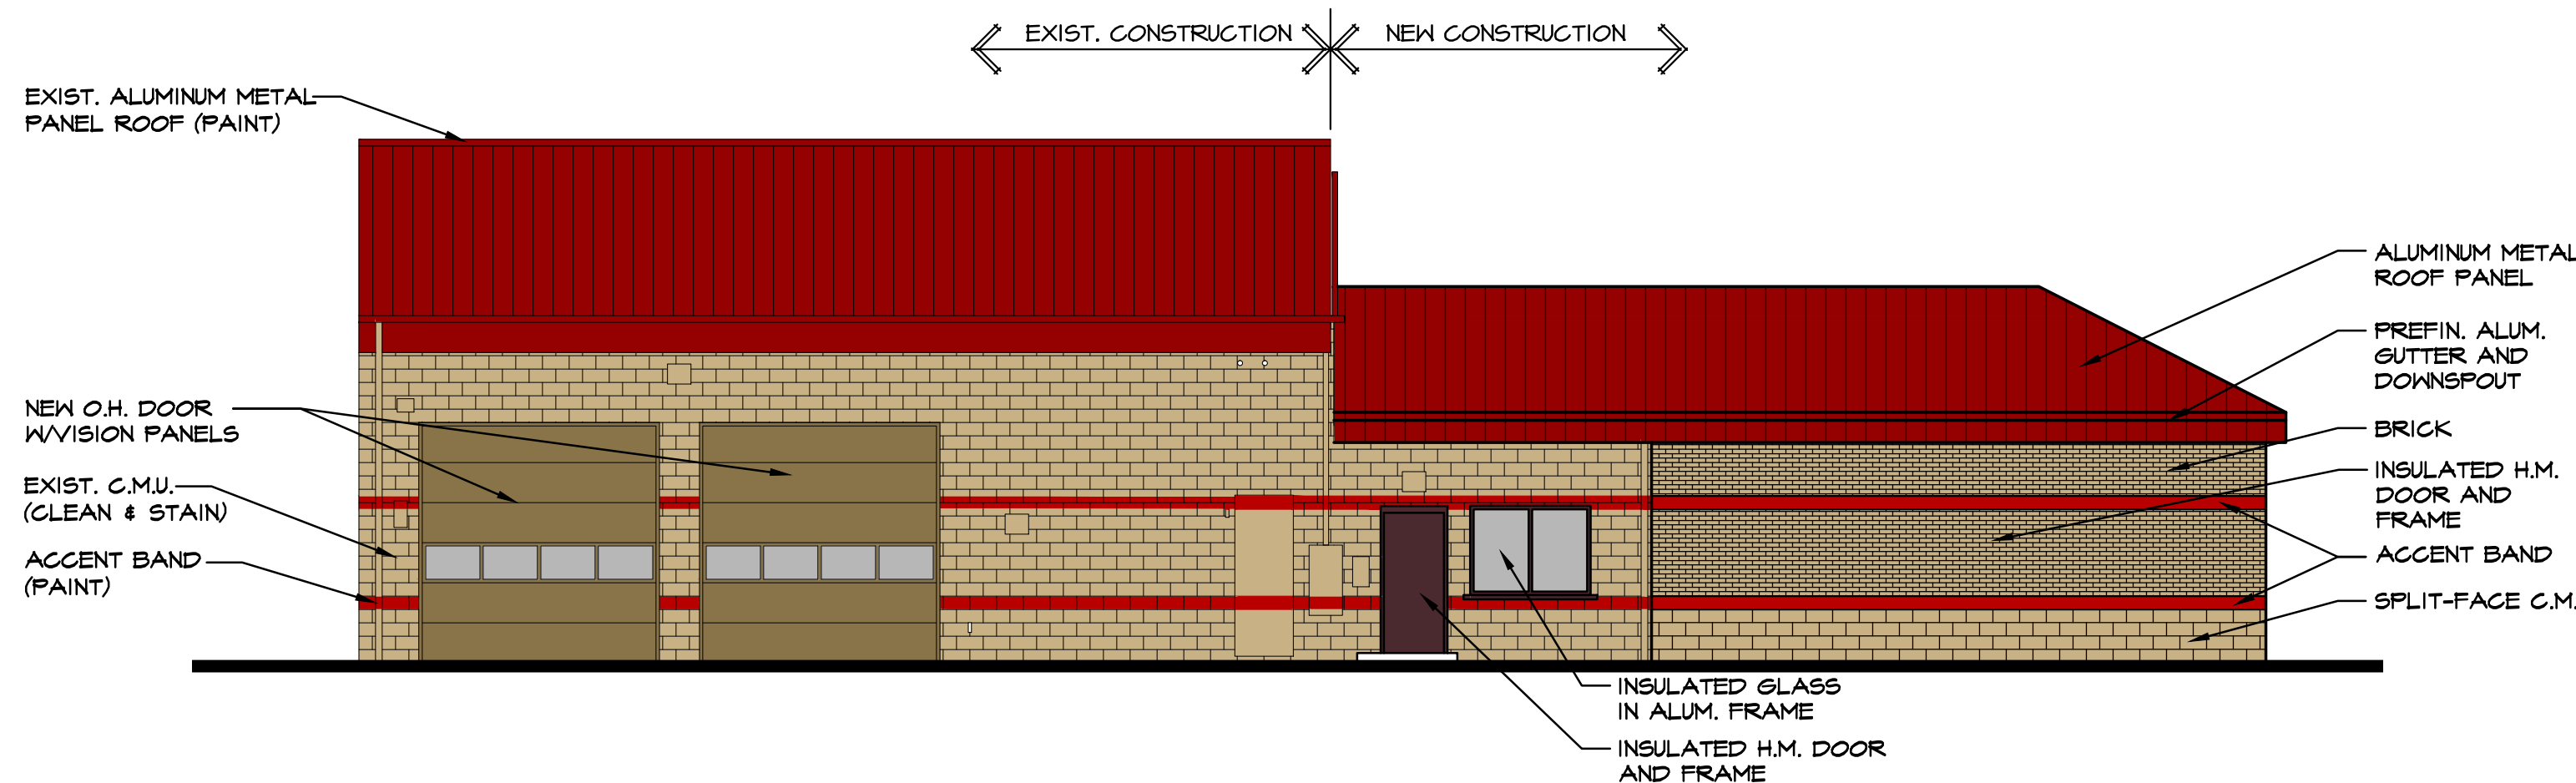 EXIST. CONSTRUCTION
NEW CONSTRUCTION
EXIST. ALUMINUM METAL
PANEL ROOF (PAINT)
NEW O.H. DOOR
W/VISION PANELS
EXIST. C.M.U.
(CLEAN & STAIN)
ACCENT BAND
(PAINT)
ALUMINUM METAL
ROOF PANEL
PREFIN. ALUM.
GUTTER AND
DOWNSPOUT
BRICK
INSULATED H.M.
DOOR AND
FRAME
ACCENT BAND
SPLIT-FACE C.M.
INSULATED GLASS
IN ALUM. FRAME
INSULATED H.M. DOOR
AND FRAME